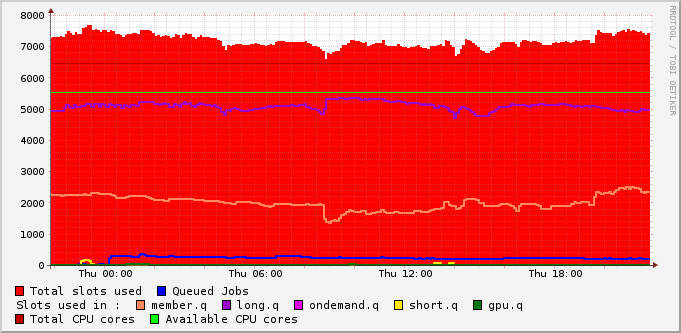 8000
7000
6000
5000
4000
3000
2000
1000
0
Thu 00:00 Thu 06:00 Thu 12:00 Thu 18:00
Total slots used Queued Jobs
Slots used in : member.q long.q ondemand.q short.q gpu.q
Total CPU cores Available CPU cores
RRDTOOL / TOBI OETIKER